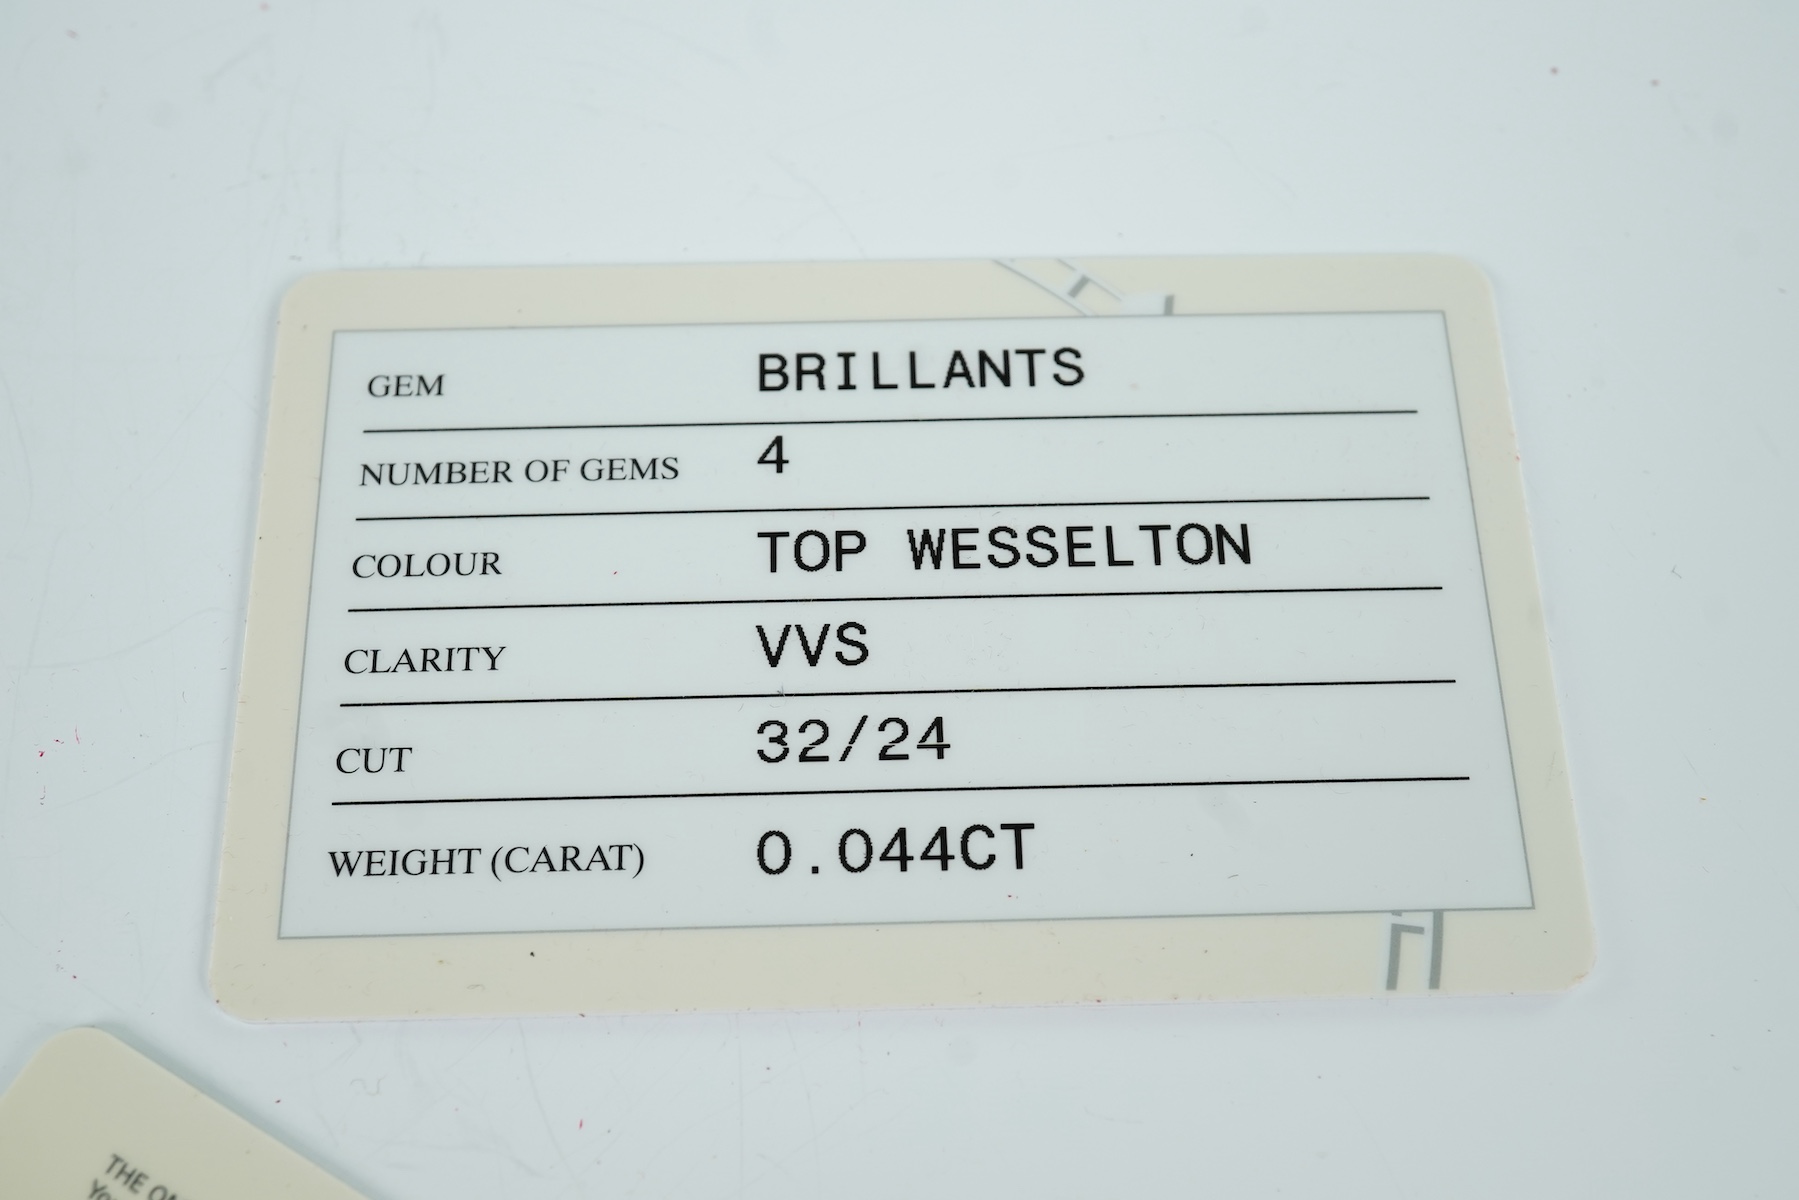 GEM BRILLANTS
NUMBER OF GEMS 4
COLOUR TOP WESSELTON
CLARITY VVS
CUT 32/24
WEIGHT (CARAT) 0.044CT
THE